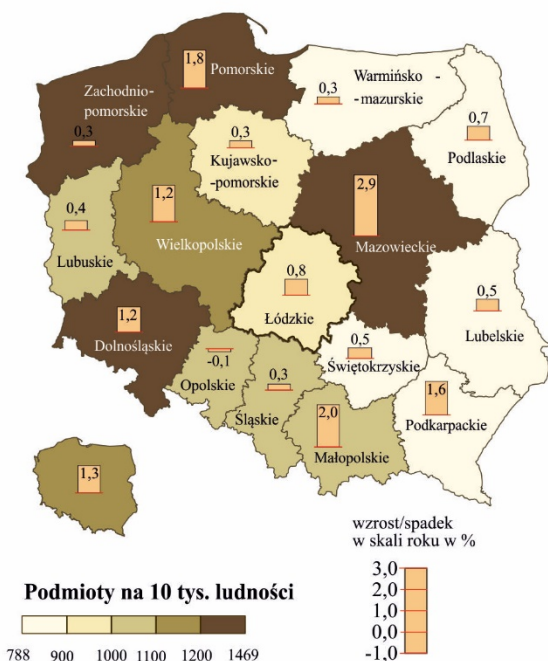 1,8
Pomorskie
Zachodnio-
pomorskie
0,3
0,3
Warmińsko -
-mazurskie
0,7
Podlaskie
0,3
Kujawsko-
-pomorskie
0,4
Lubuskie
1,2
Wielkopolskie
2,9
Mazowieckie
0,8
Łódzkie
0,5
Lubelskie
1,2
Dolnośląskie
-0,1
Opolskie
0,3
Śląskie
0,5
Świętokrzyskie
2,0
Małopolskie
1,6
Podkarpackie
1,3
wzrost/spadek
w skali roku w %
3,0
2,0
1,0
0,0
-1,0
Podmioty na 10 tys. ludności
788 900 1000 1100 1200 1469